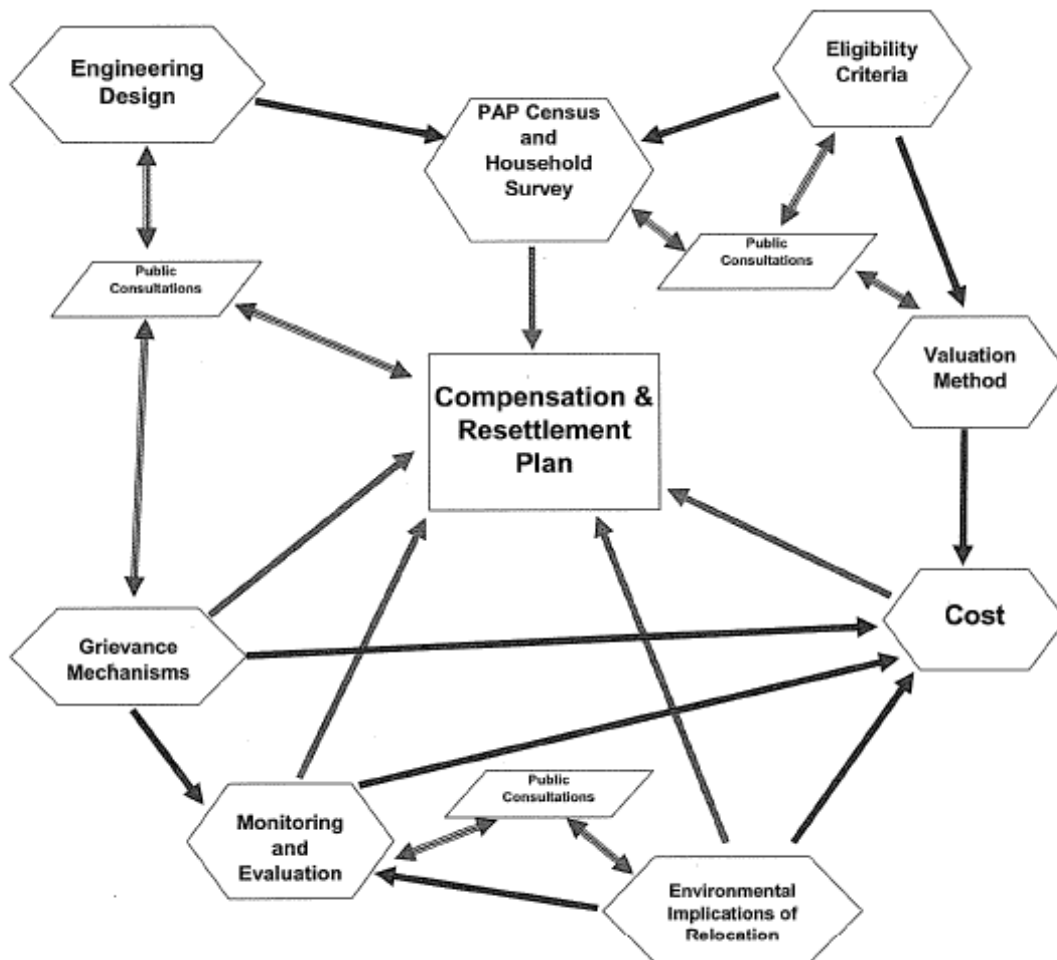 Engineering
Design
Eligibility
Criteria
PAP Census
and
Household
Survey
Public
Consultations
Public
Consultations
Valuation
Method
Compensation &
Resettlement
Plan
Cost
Grievance
Mechanisms
Public
Consultations
Monitoring
and
Evaluation
Environmental
Implications of
Relocation